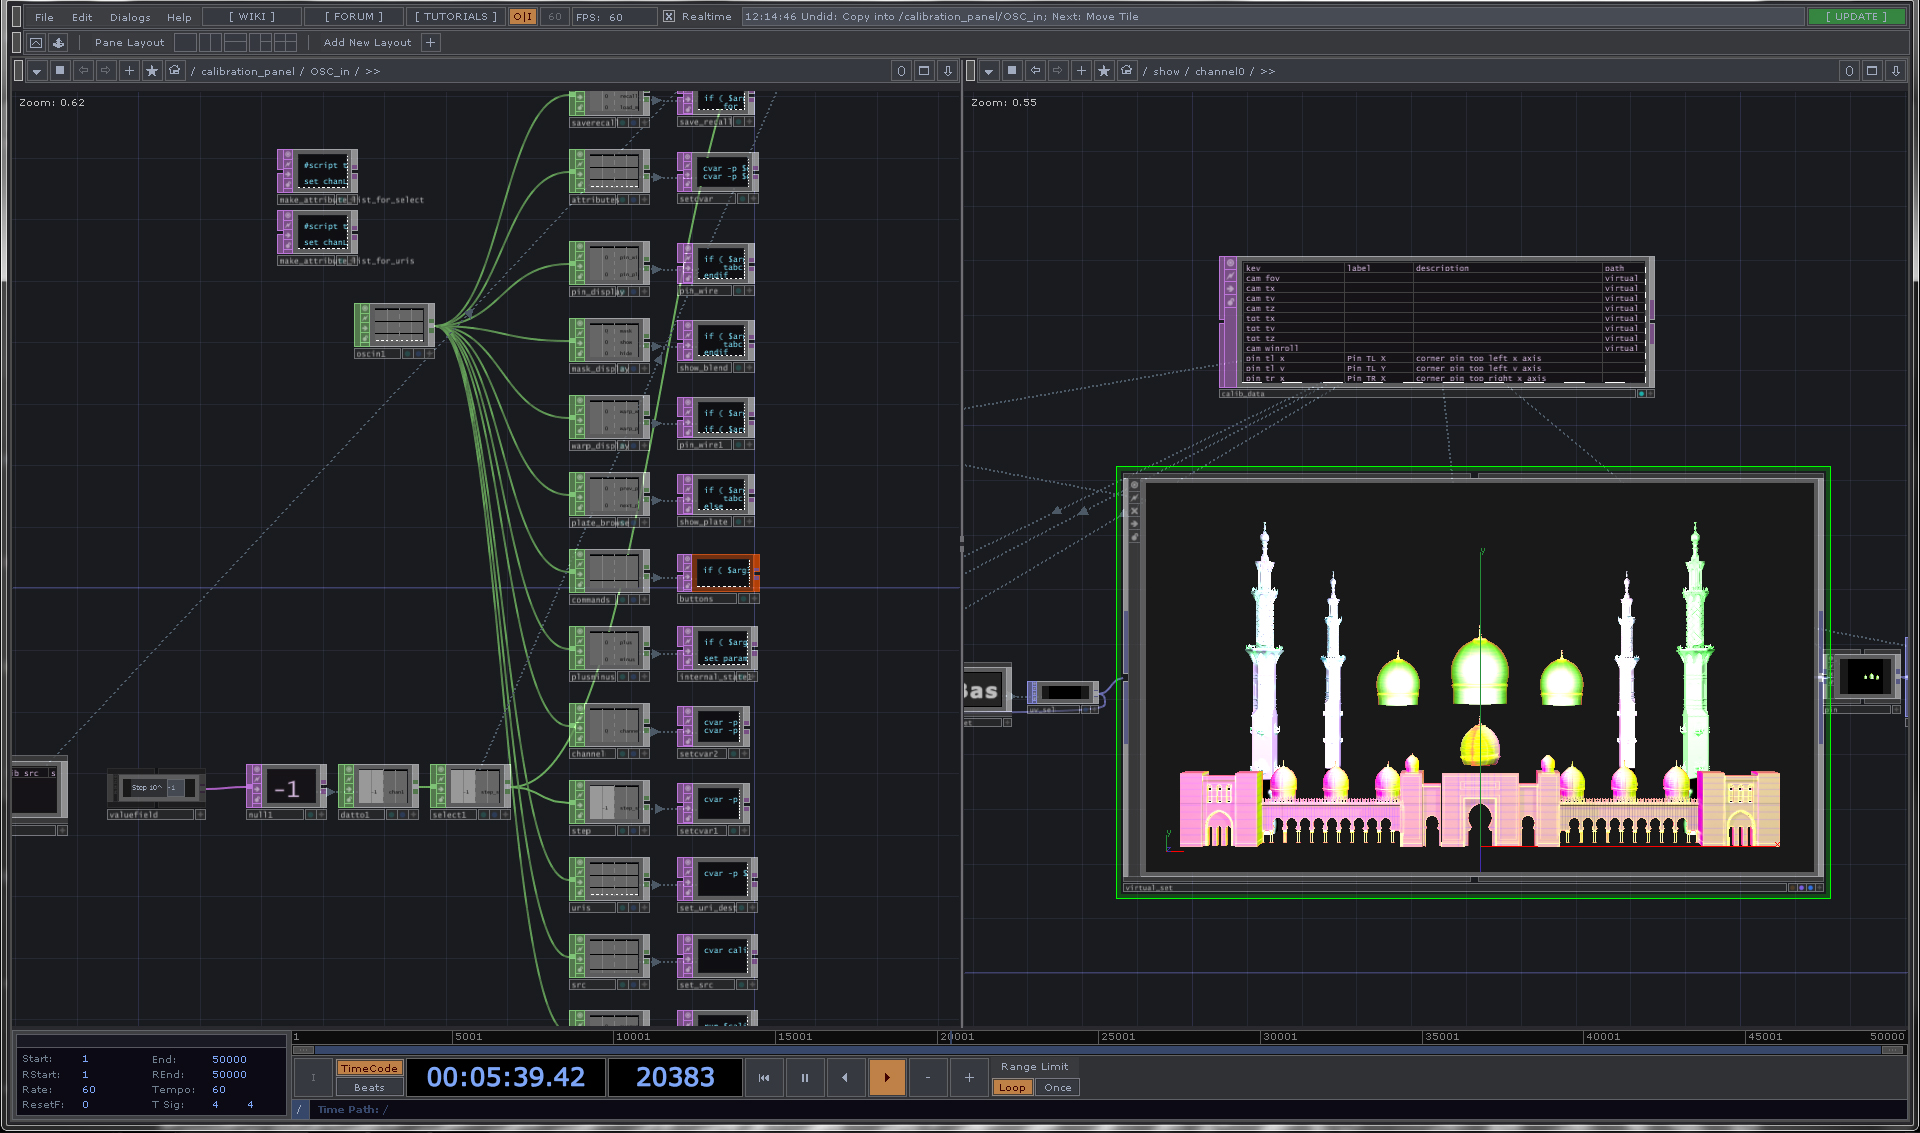 File Edit Dialogs Help [ WIKI ] [ FORUM ] [ TUTORIALS ] O|I 60 FPS: 60 X Realtime 12:14:46 Undid: Copy into /calibration_panel/OSC_in; Next: Move Tile [ UPDATE ]
Pane Layout Add New Layout +
/ calibration_panel / OSC_in / >> 0
/ show / channel0 / >> 0
Zoom: 0.62
Zoom: 0.55
saverecall
save_recall
#script t
set chanl
make_attribute_list_for_select
attributes
cvar -p $
cvar -p $
setcvar
#script t
set chanl
make_attribute_list_for_uris
pin_display
if ( $ar
tabc
endif
pin_wire
oscin1
mask_display
if ( $ar
tabc
endif
show_blend
warp_display
if ( $ar
if ( $ar
pin_wire1
plate_browse
if ( $ar
tabc
else
show_plate
commands
if ( $arg
buttons
plusminus
if ( $arg
set param
internal_state
channel
cvar -p
cvar -p
setcvar2
Step 10^ -1
valuefield
-1
null1
datto1
select1
step
cvar -p
setcvar1
uris
cvar -p $
set_uri_dest
src
cvar cali
set_src
key label description path
cam fov virtual
cam tx virtual
cam ty virtual
cam tz virtual
tot tx virtual
tot ty virtual
tot tz virtual
cam winroll virtual
pin tl x Pin TL X corner pin top left x axis
pin tl y Pin TL Y corner pin top left y axis
pin tr x Pin TR X corner pin top right x axis
calib_data
Bas
uv_sel
virtual_set
pin
1 5001 10001 15001 20001 25001 30001 35001 40001 45001 50000
Start: 1 End: 50000
RStart: 1 REnd: 50000
Rate: 60 Tempo: 60
ResetF: 0 T Sig: 4 4
I TimeCode
Beats
00:05:39.42 20383
- +
Range Limit
Loop Once
/ Time Path: /